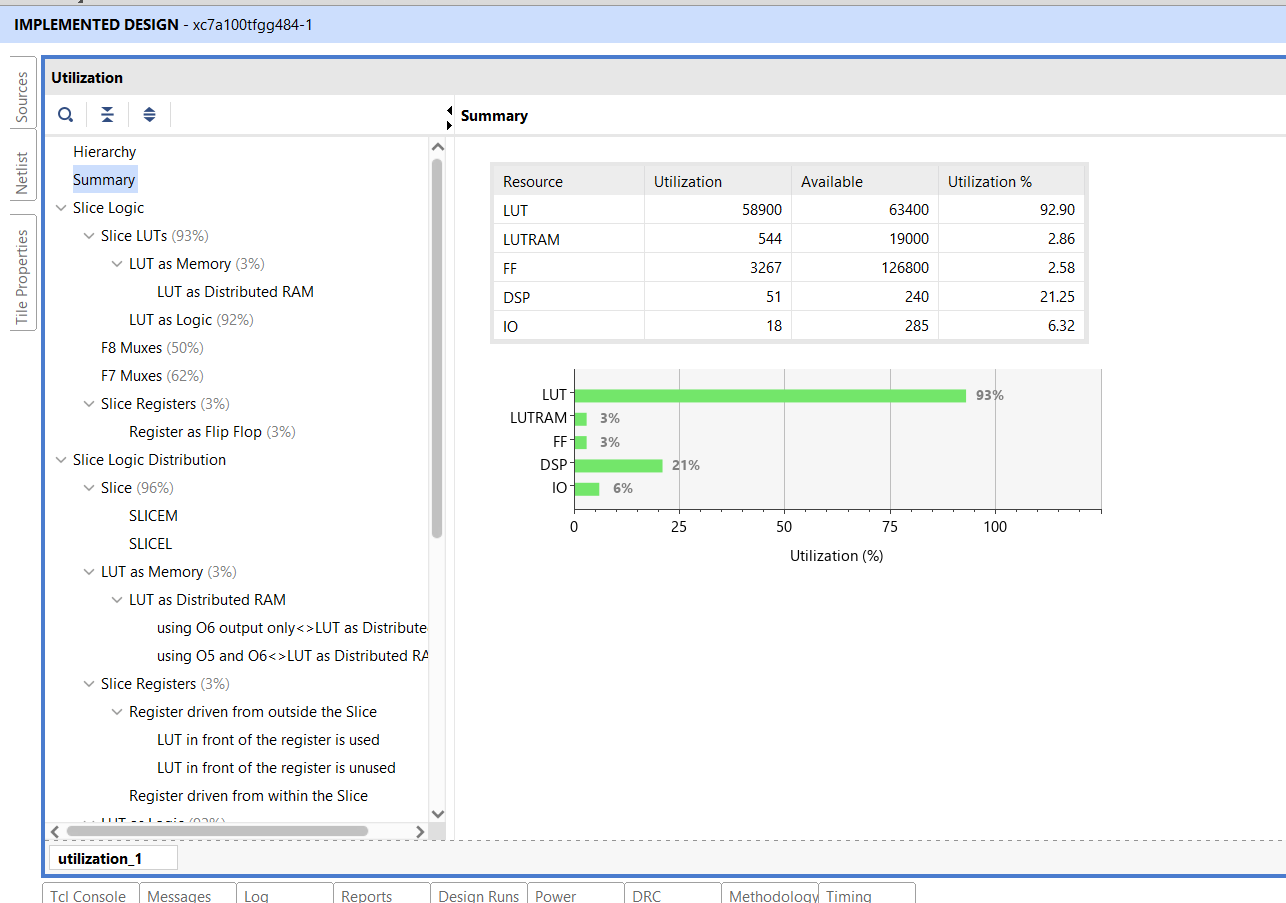 IMPLEMENTED DESIGN - xc7a100tfgg484-1
Sources
Netlist
Tile Properties
Utilization
Hierarchy
Summary
Slice Logic
Slice LUTs (93%)
LUT as Memory (3%)
LUT as Distributed RAM
LUT as Logic (92%)
F8 Muxes (50%)
F7 Muxes (62%)
Slice Registers (3%)
Register as Flip Flop (3%)
Slice Logic Distribution
Slice (96%)
SLICEM
SLICEL
LUT as Memory (3%)
LUT as Distributed RAM
using O6 output only<>LUT as Distribute
using O5 and O6<>LUT as Distributed RA
Slice Registers (3%)
Register driven from outside the Slice
LUT in front of the register is used
LUT in front of the register is unused
Register driven from within the Slice
LUT as Logic (92%)
Summary
Resource Utilization Available Utilization %
LUT 58900 63400 92.90
LUTRAM 544 19000 2.86
FF 3267 126800 2.58
DSP 51 240 21.25
IO 18 285 6.32
LUT 93%
LUTRAM 3%
FF 3%
DSP 21%
IO 6%
0 25 50 75 100
Utilization (%)
utilization_1
Tcl Console Messages Log Reports Design Runs Power DRC Methodology Timing